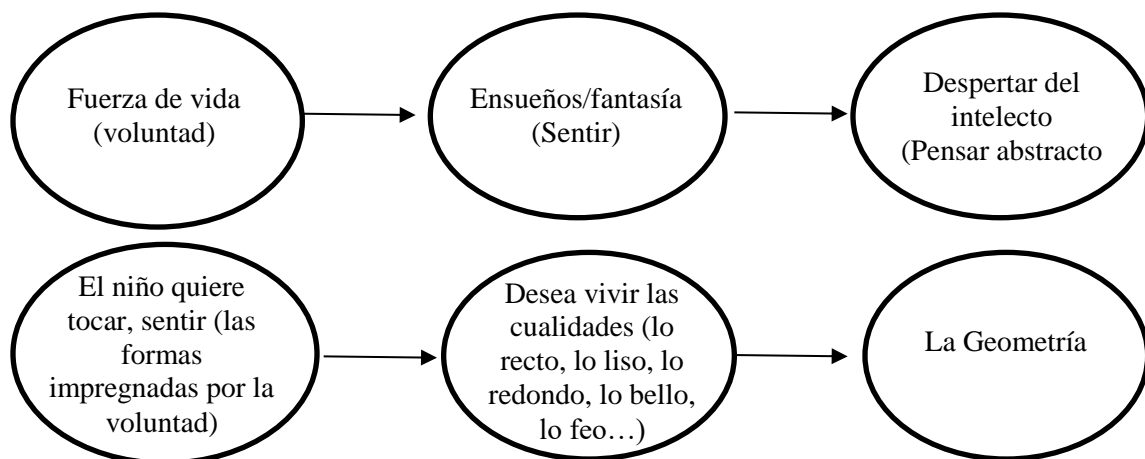 Fuerza de vida
(voluntad)
Ensueños/fantasía
(Sentir)
Despertar del
intelecto
(Pensar abstracto
El niño quiere
tocar, sentir (las
formas
impregnadas por la
voluntad)
Desea vivir las
cualidades (lo
recto, lo liso, lo
redondo, lo bello,
lo feo…)
La Geometría